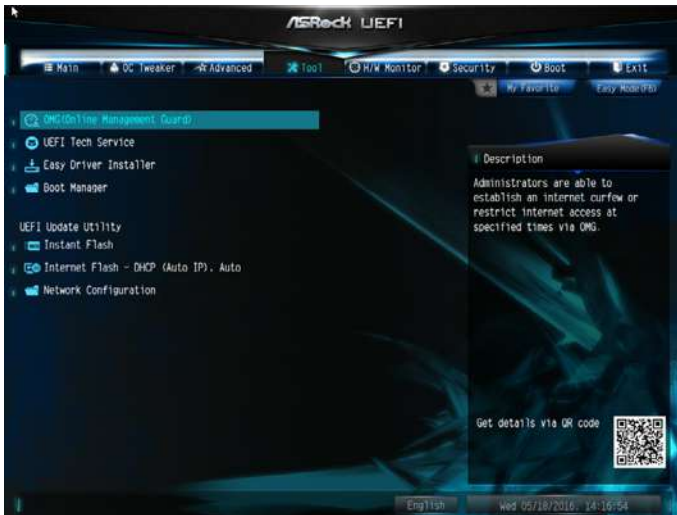 ASRock UEFI
Main OC Tweaker Advanced Tool H/W Monitor Security Boot Exit
My Favorite Easy Mode(F6)
OMG(Online Management Guard)
UEFI Tech Service
Easy Driver Installer
Boot Manager
UEFI Update Utility
Instant Flash
Internet Flash - DHCP (Auto IP), Auto
Network Configuration
Description
Administrators are able to
establish an internet curfew or
restrict internet access at
specified times via OMG.
Get details via QR code
English Wed 05/18/2016, 14:16:54